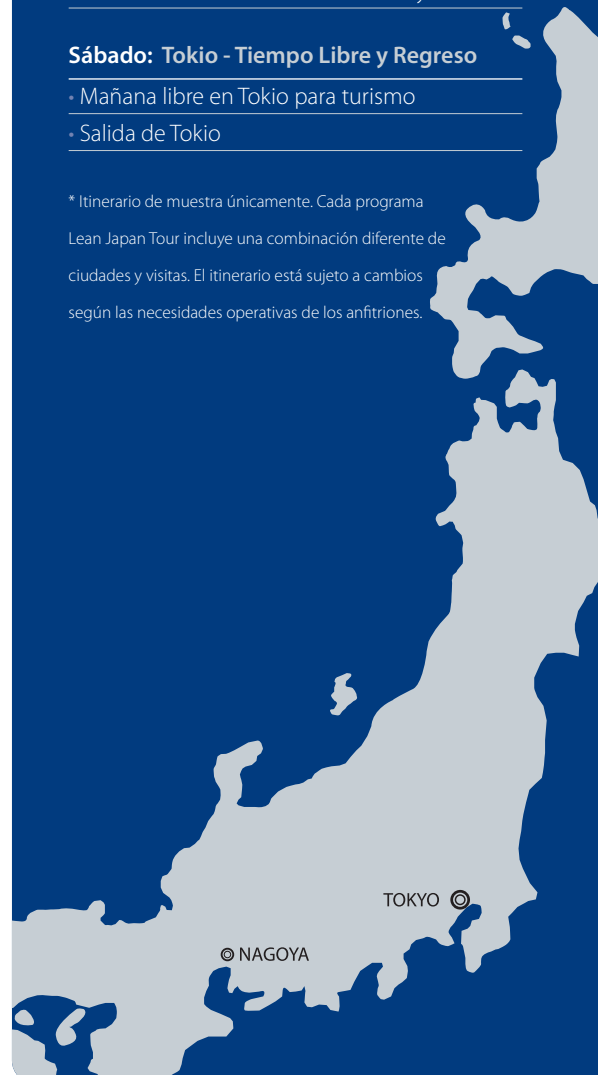 Sábado: Tokio - Tiempo Libre y Regreso
• Mañana libre en Tokio para turismo
• Salida de Tokio
* Itinerario de muestra únicamente. Cada programa
Lean Japan Tour incluye una combinación diferente de
ciudades y visitas. El itinerario está sujeto a cambios
según las necesidades operativas de los anfitriones.
TOKYO
NAGOYA